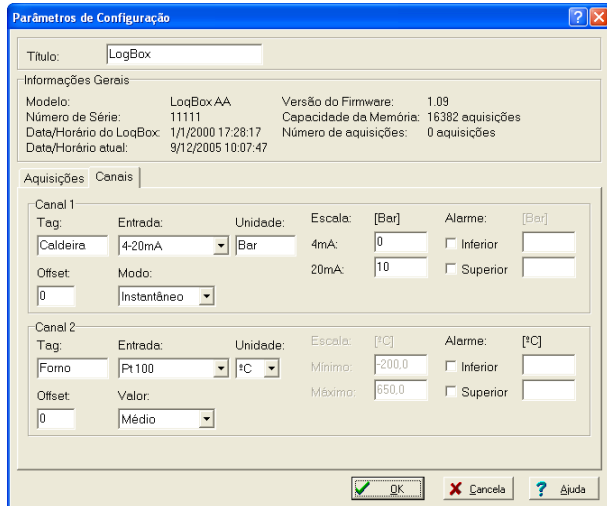 Parâmetros de Configuração
Título: LogBox
Informações Gerais
Modelo: LogBox AA Versão do Firmware: 1.09
Número de Série: 11111 Capacidade da Memória: 16382 aquisições
Data/Horário do LogBox: 1/1/2000 17:28:17 Número de aquisições: 0 aquisições
Data/Horário atual: 9/12/2005 10:07:47
Aquisições Canais
Canal 1
Tag: Entrada: Unidade: Escala: [Bar] Alarme: [Bar]
Caldeira 4-20mA Bar 4mA: 0 Inferior
Offset: Modo: 20mA: 10 Superior
0 Instantâneo
Canal 2
Tag: Entrada: Unidade: Escala: [ºC] Alarme: [ºC]
Forno Pt100 ºC Mínimo: -200,0 Inferior
Offset: Valor: Máximo: 650,0 Superior
0 Médio
OK Cancela ? Ajuda